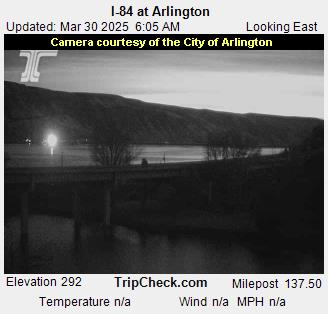 I-84 at Arlington
Updated: Mar 30 2025 6:05 AM Looking East
Camera courtesy of the City of Arlington
Elevation 292 TripCheck.com Milepost 137.50
Temperature n/a Wind n/a MPH n/a